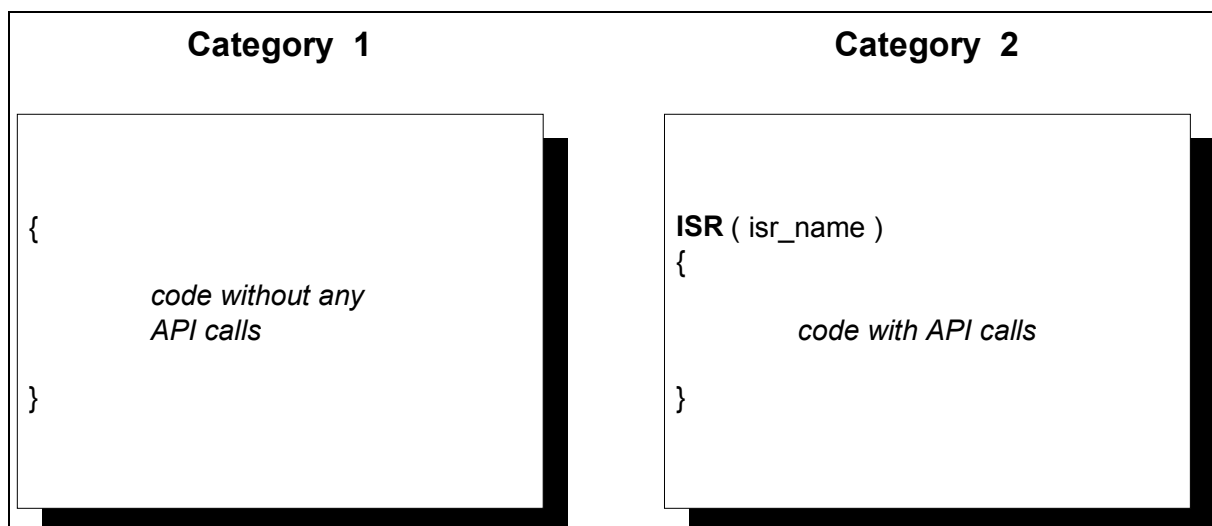 Category 1
{
code without any
API calls
}
Category 2
ISR ( isr_name )
{
code with API calls
}